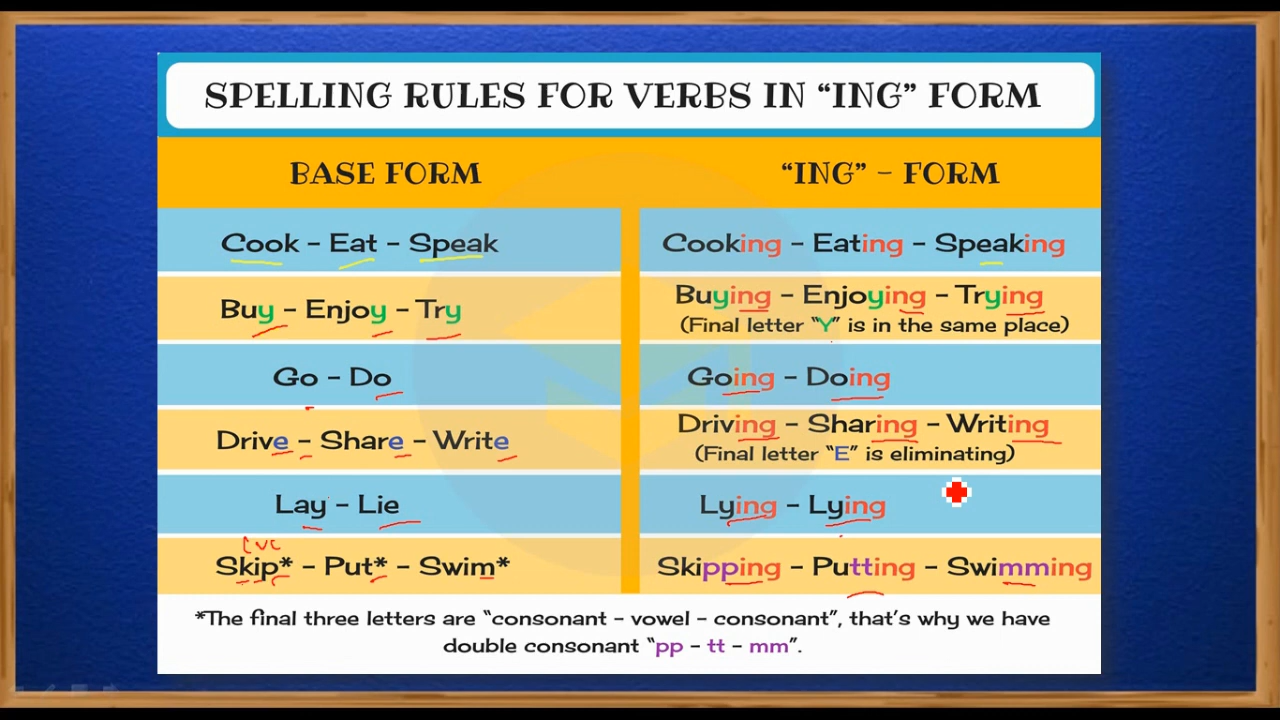 SPELLING RULES FOR VERBS IN “ING” FORM
BASE FORM
“ING” – FORM
Cook – Eat – Speak
Cooking – Eating – Speaking
Buy – Enjoy – Try
Buying – Enjoying – Trying
(Final letter “Y” is in the same place)
Go – Do
Going – Doing
Drive – Share – Write
Driving – Sharing – Writing
(Final letter “E” is eliminating)
Lay – Lie
Lying – Lying
cvc
Skip* – Put* – Swim*
Skipping – Putting – Swimming
*The final three letters are “consonant – vowel – consonant”, that’s why we have
double consonant “pp – tt – mm”.